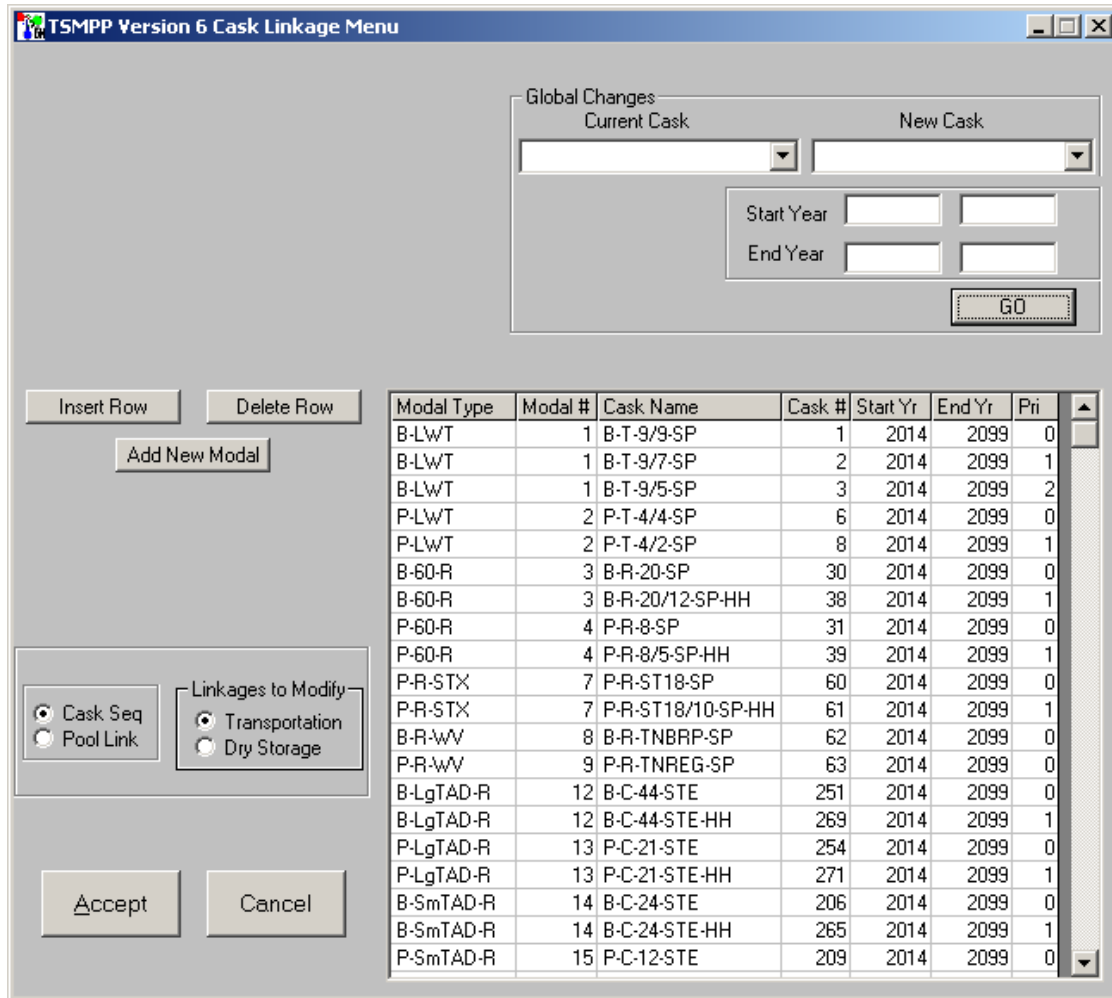 TSMPP Version 6 Cask Linkage Menu
Global Changes
Current Cask New Cask
Start Year
End Year
GO
Insert Row Delete Row
Add New Modal
Modal Type Modal # Cask Name Cask # Start Yr End Yr Pri
B-LWT 1 B-T-9/9-SP 1 2014 2099 0
B-LWT 1 B-T-9/7-SP 2 2014 2099 1
B-LWT 1 B-T-9/5-SP 3 2014 2099 2
P-LWT 2 P-T-4/4-SP 6 2014 2099 0
P-LWT 2 P-T-4/2-SP 8 2014 2099 1
B-60-R 3 B-R-20-SP 30 2014 2099 0
B-60-R 3 B-R-20/12-SP-HH 38 2014 2099 1
P-60-R 4 P-R-8-SP 31 2014 2099 0
P-60-R 4 P-R-8/5-SP-HH 39 2014 2099 1
P-R-STX 7 P-R-ST18-SP 60 2014 2099 0
P-R-STX 7 P-R-ST18/10-SP-HH 61 2014 2099 1
B-R-WV 8 B-R-TNBRP-SP 62 2014 2099 0
P-R-WV 9 P-R-TNREG-SP 63 2014 2099 0
B-LgTAD-R 12 B-C-44-STE 251 2014 2099 0
B-LgTAD-R 12 B-C-44-STE-HH 269 2014 2099 1
P-LgTAD-R 13 P-C-21-STE 254 2014 2099 0
P-LgTAD-R 13 P-C-21-STE-HH 271 2014 2099 1
B-SmTAD-R 14 B-C-24-STE 206 2014 2099 0
B-SmTAD-R 14 B-C-24-STE-HH 265 2014 2099 1
P-SmTAD-R 15 P-C-12-STE 209 2014 2099 0
Cask Seq
Pool Link
Linkages to Modify
Transportation
Dry Storage
Accept Cancel